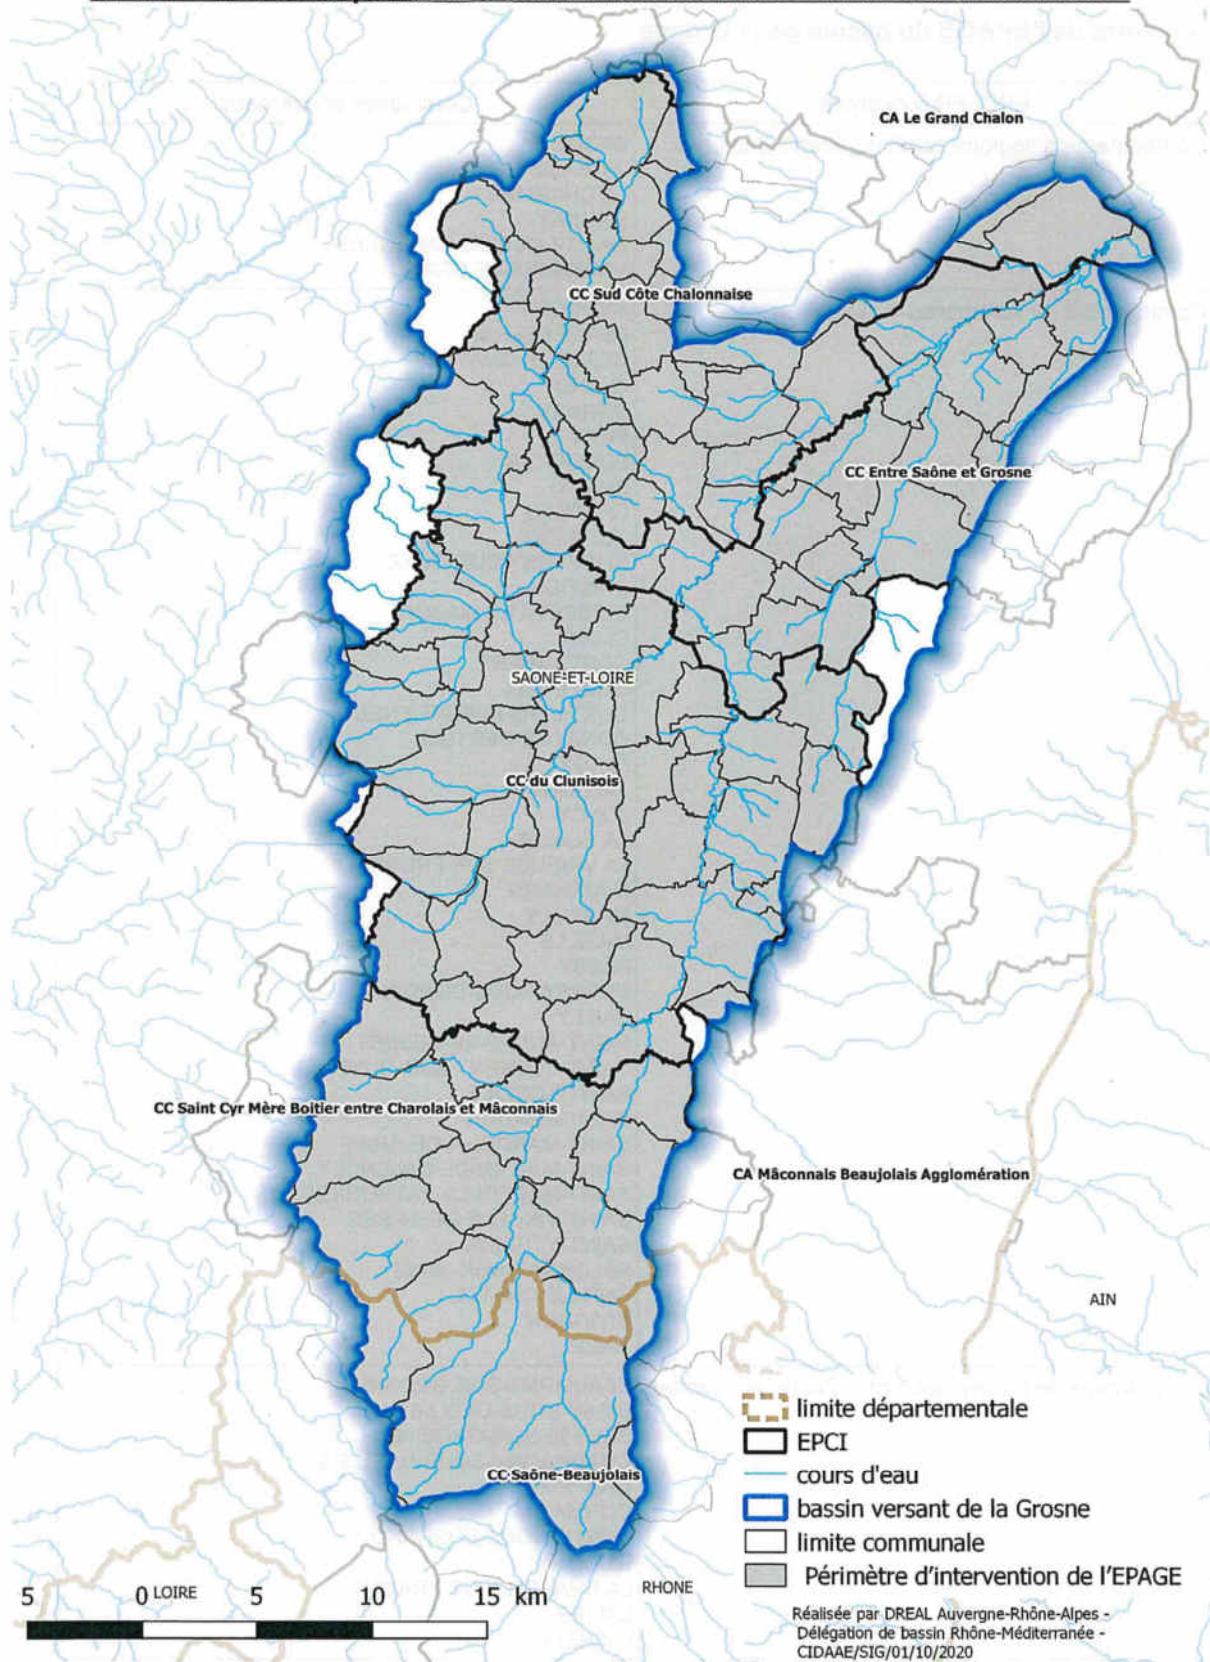 CA Le Grand Chalon
CC Sud Côte Chalonnaise
CC Entre Saône et Grosne
SAONE-ET-LOIRE
CC du Clunisois
CC Saint Cyr Mère Boitier entre Charolais et Mâconnais
CA Mâconnais Beaujolais Agglomération
AIN
CC Saône-Beaujolais
limite départementale
EPCI
cours d'eau
bassin versant de la Grosne
limite communale
Périmètre d'intervention de l'EPAGE
5 0 5 10 15 km
LOIRE
RHONE
Réalisée par DREAL Auvergne-Rhône-Alpes -
Délégation de bassin Rhône-Méditerranée -
CIDAAE/SIG/01/10/2020